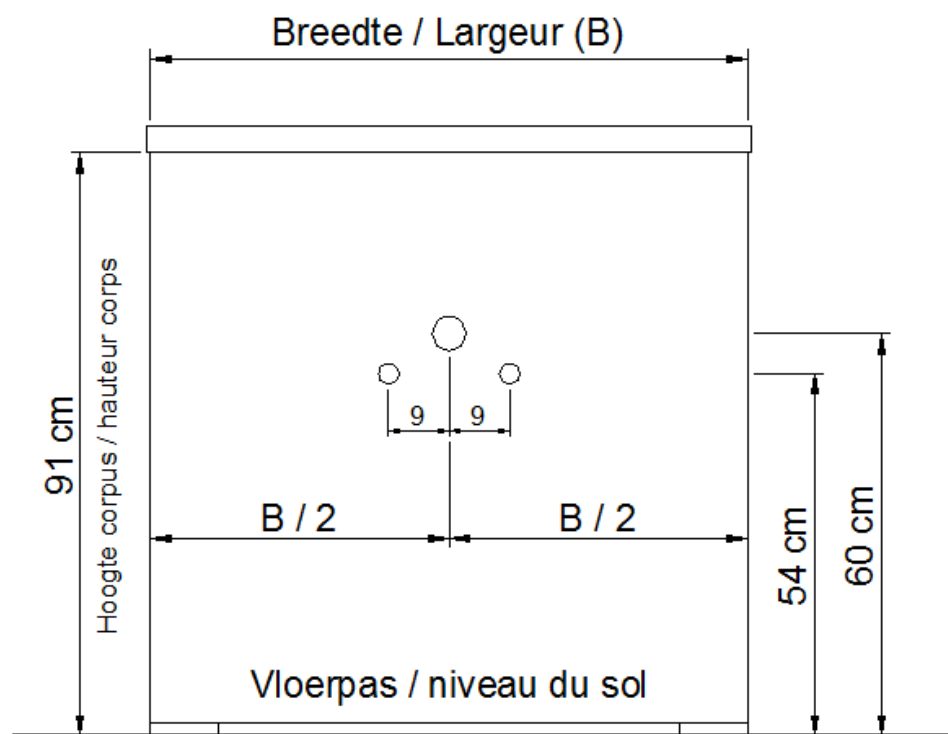 Breedte / Largeur (B)
91 cm
Hoogte corpus / hauteur corps
9
9
B / 2
B / 2
54 cm
60 cm
Vloerpas / niveau du sol